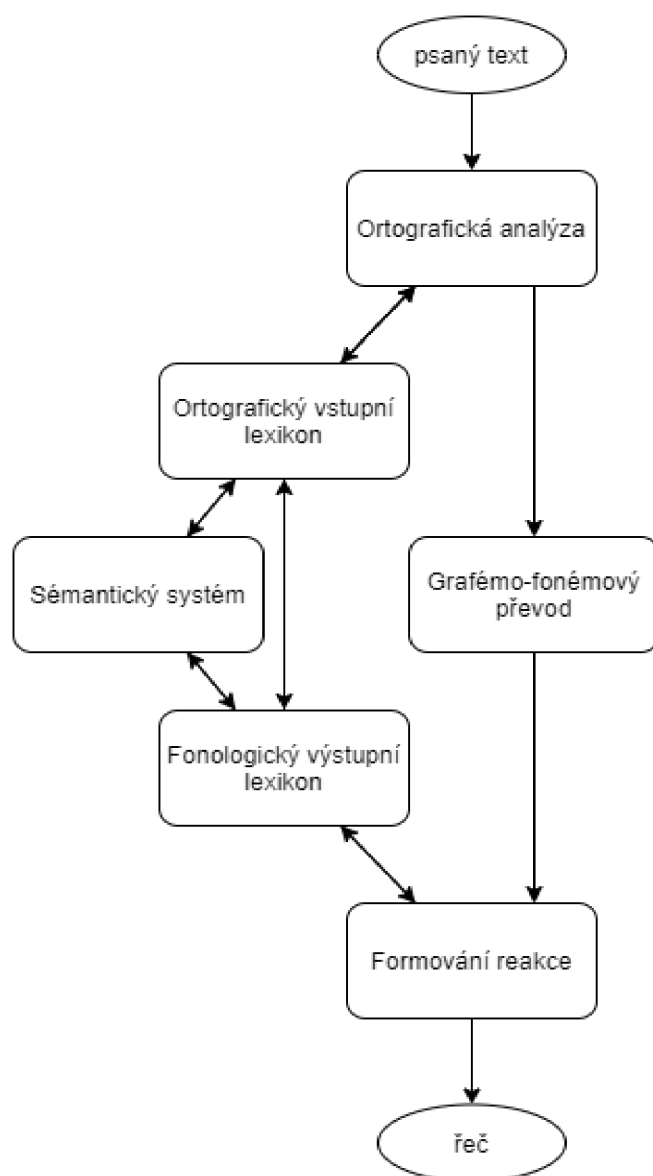 psaný text
Ortografická analýza
Ortografický vstupní
lexikon
Sémantický systém
Grafémo-fonémový
převod
Fonologický výstupní
lexikon
Formování reakce
řeč